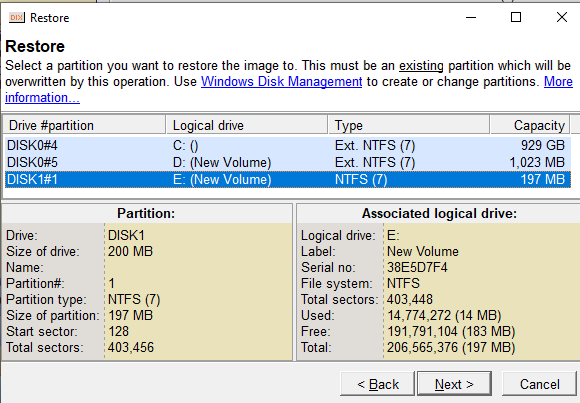 DIX Restore
Restore
Select a partition you want to restore the image to. This must be an existing partition which will be
overwritten by this operation. Use Windows Disk Management to create or change partitions. More
information...
Drive #partition Logical drive Type Capacity
DISK0#4 C: () Ext. NTFS (7) 929 GB
DISK0#5 D: (New Volume) Ext. NTFS (7) 1,023 MB
DISK1#1 E: (New Volume) NTFS (7) 197 MB
Partition: Associated logical drive:
Drive: DISK1 Logical drive: E:
Size of drive: 200 MB Label: New Volume
Name: Serial no: 38E5D7F4
Partition#: 1 File system: NTFS
Partition type: NTFS (7) Total sectors: 403,448
Size of partition: 197 MB Used: 14,774,272 (14 MB)
Start sector: 128 Free: 191,791,104 (183 MB)
Total sectors: 403,456 Total: 206,565,376 (197 MB)
< Back Next > Cancel